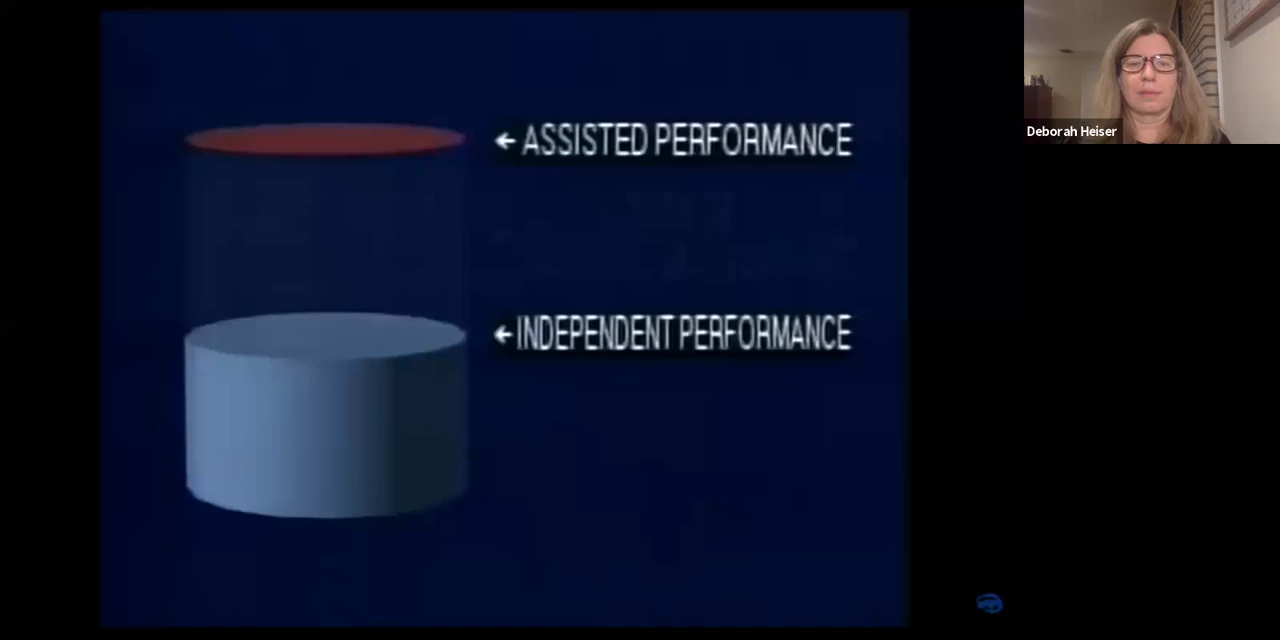 ← ASSISTED PERFORMANCE
← INDEPENDENT PERFORMANCE
Deborah Heiser